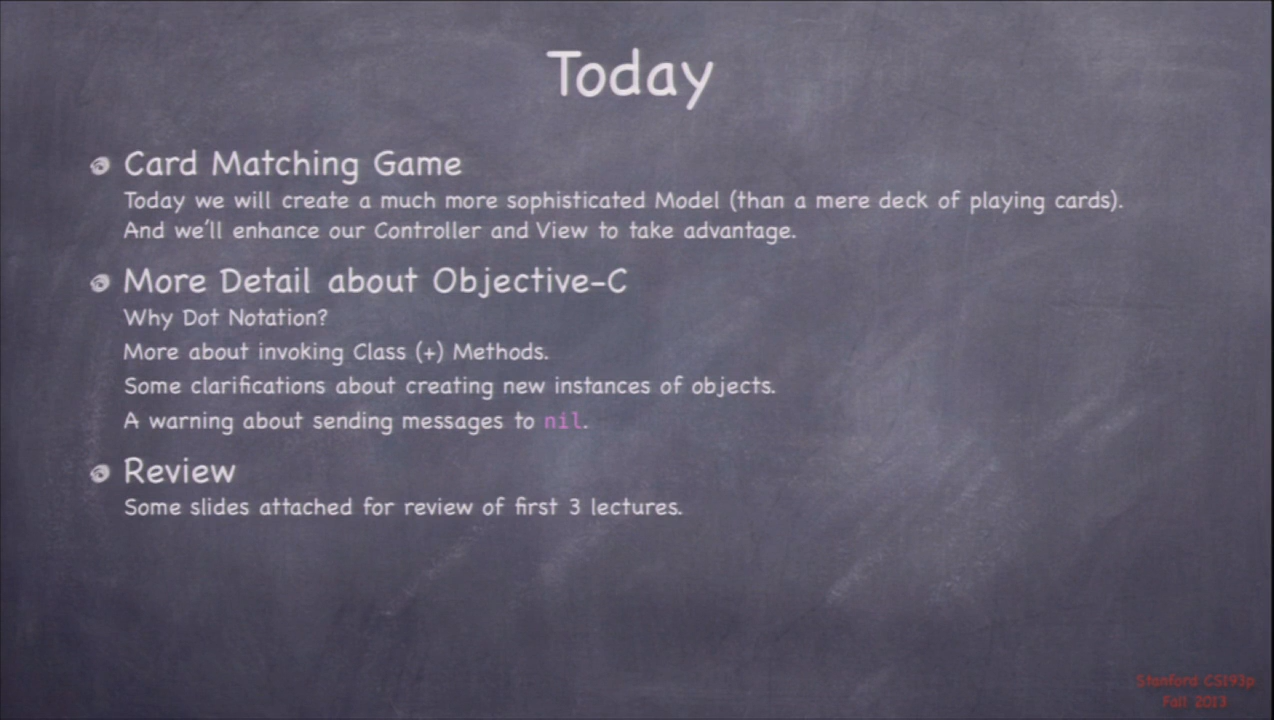 Today
Card Matching Game
Today we will create a much more sophisticated Model (than a mere deck of playing cards).
And we'll enhance our Controller and View to take advantage.
More Detail about Objective-C
Why Dot Notation?
More about invoking Class (+) Methods.
Some clarifications about creating new instances of objects.
A warning about sending messages to nil.
Review
Some slides attached for review of first 3 lectures.
Stanford CS193p
Fall 2013